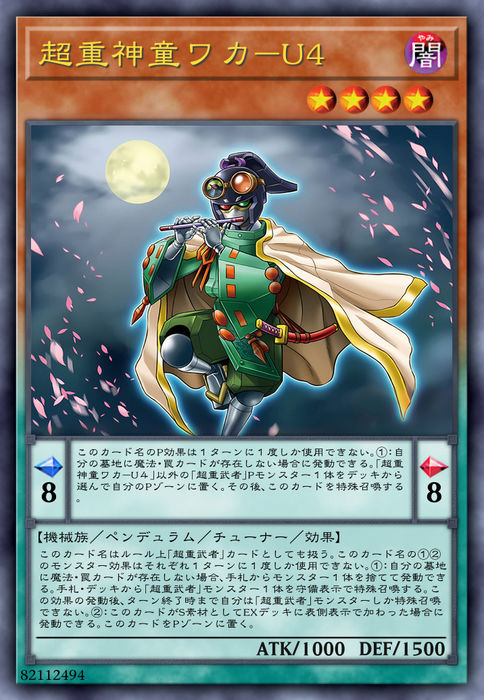 超重神童ワカ－U4
やみ
闇
このカード名のP効果は１ターンに１度しか使用できない。①：自
分の墓地に魔法・罠カードが存在しない場合に発動できる。「超重
神童ワカ－U４」以外の「超重武者」Pモンスター１体をデッキから
選んで自分のPゾーンに置く。その後、このカードを特殊召喚する
。
8
8
【機械族／ペンデュラム／チューナー／効果】
このカード名はルール上「超重武者」カードとしても扱う。このカード名の①②
のモンスター効果はそれぞれ１ターンに１度しか使用できない。①：自分の墓地
に魔法・罠カードが存在しない場合、手札からモンスター１体を捨てて発動でき
る。手札・デッキから「超重武者」モンスター１体を守備表示で特殊召喚する。こ
の効果の発動後、ターン終了時まで自分は「超重武者」モンスターしか特殊召喚
できない。②：このカードがS素材としてEXデッキに表側表示で加わった場合に
発動できる。このカードをPゾーンに置く。
ATK/1000 DEF/1500
82112494